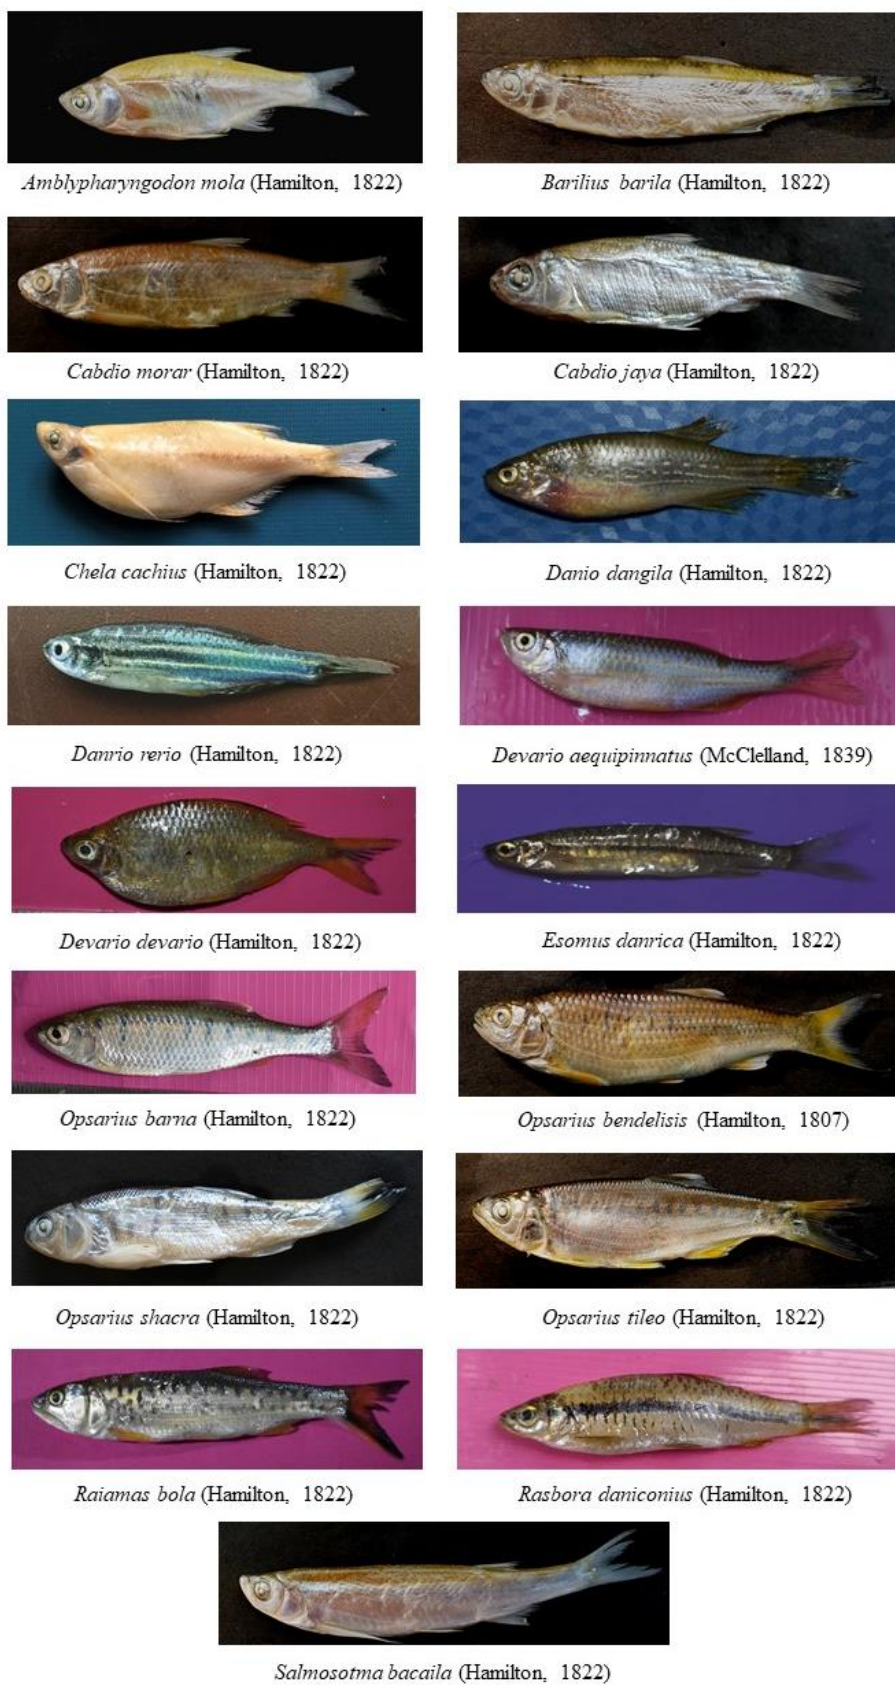 Amblypharyngodon mola (Hamilton, 1822)
Barilius barila (Hamilton, 1822)
Cabdio morar (Hamilton, 1822)
Cabdio jaya (Hamilton, 1822)
Chela cachius (Hamilton, 1822)
Danio dangila (Hamilton, 1822)
Danrio rerio (Hamilton, 1822)
Devario aequipinnatus (McClelland, 1839)
Devario devario (Hamilton, 1822)
Esomus danrica (Hamilton, 1822)
Opsarius barna (Hamilton, 1822)
Opsarius bendelisis (Hamilton, 1807)
Opsarius shacra (Hamilton, 1822)
Opsarius tileo (Hamilton, 1822)
Raiamas bola (Hamilton, 1822)
Rasbora daniconius (Hamilton, 1822)
Salmosotma bacaila (Hamilton, 1822)